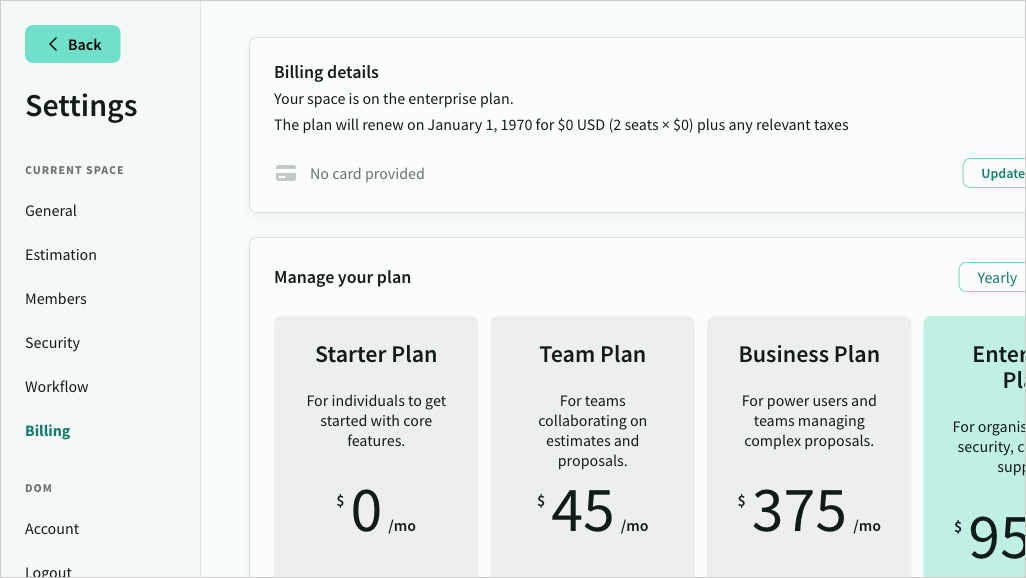 Back
Settings
CURRENT SPACE
General
Estimation
Members
Security
Workflow
Billing
DOM
Account
Logout
Billing details
Your space is on the enterprise plan.
The plan will renew on January 1, 1970 for $0 USD (2 seats × $0) plus any relevant taxes
No card provided
Update
Manage your plan
Yearly
Starter Plan
For individuals to get
started with core
features.
$ 0 /mo
Team Plan
For teams
collaborating on
estimates and
proposals.
$ 45 /mo
Business Plan
For power users and
teams managing
complex proposals.
$ 375 /mo
For
security,
$ 95